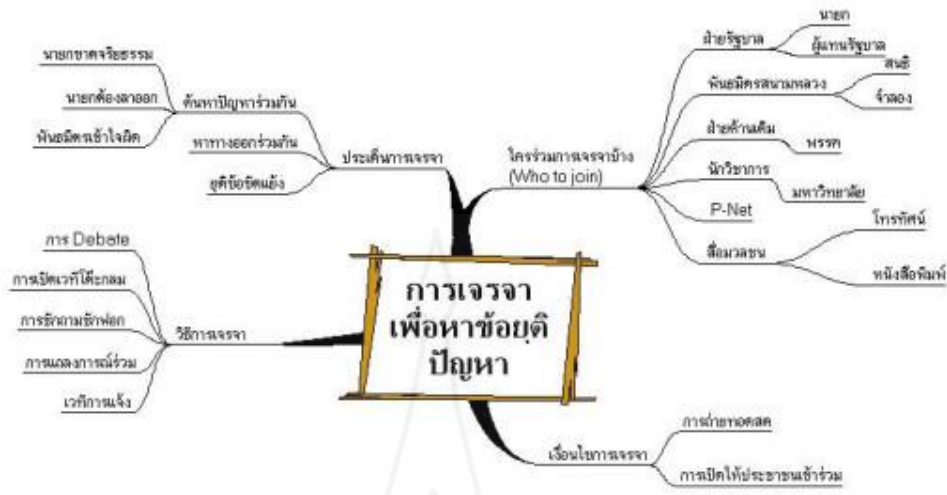 การเจรจา
เพื่อหาข้อยุติ
ปัญหา
ใครร่วมการเจรจาบ้าง
(Who to join)
ฝ่ายรัฐบาล
นายก
ผู้แทนรัฐบาล
พันธมิตรสนามหลวง
สนธิ
จำลอง
ฝ่ายค้านเดิม
พรรค
นักวิชาการ
มหาวิทยาลัย
P-Net
สื่อมวลชน
โทรทัศน์
หนังสือพิมพ์
เงื่อนไขการเจรจา
การถ่ายทอดสด
การเปิดให้ประชาชนเข้าร่วม
วิธีการเจรจา
การ Debate
การเปิดเวทีโต๊ะกลม
การซักถามซักฟอก
การแถลงการณ์ร่วม
เวทีการแจ้ง
ประเด็นการเจรจา
ค้นหาปัญหาร่วมกัน
นายกขาดจริยธรรม
นายกต้องลาออก
พันธมิตรเข้าใจผิด
หาทางออกร่วมกัน
ยุติข้อขัดแย้ง